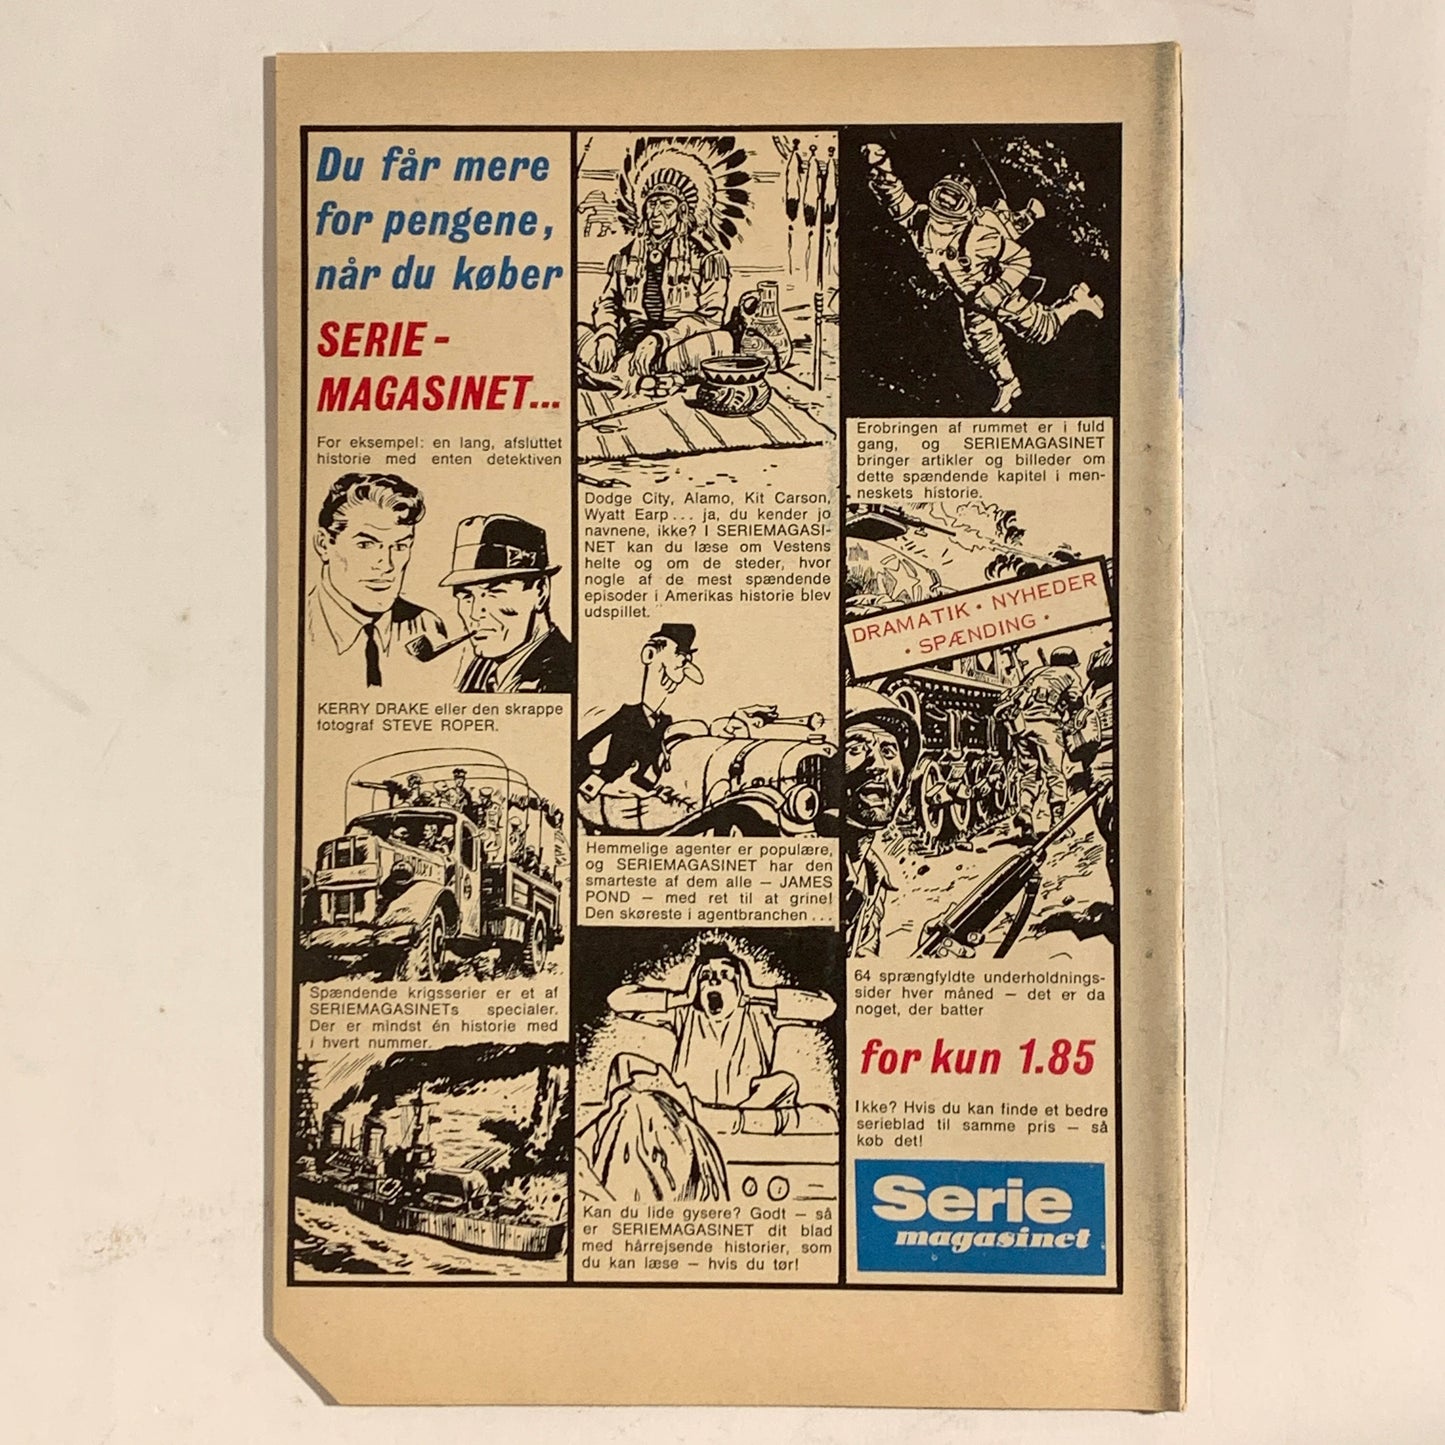 Du får mere
for pengene,
når du køber
SERIE -
MAGASINET...
For eksempel: en lang, afsluttet
historie med enten detektiven
KERRY DRAKE eller den skrappe
fotograf STEVE ROPER.
Spændende krigsserier er et af
SERIEMAGASINETs specialer.
Der er mindst én historie med
i hvert nummer.
Dodge City, Alamo, Kit Carson,
Wyatt Earp... ja, du kender jo
navnene, ikke? I SERIEMAGASI-
NET kan du læse om Vestens
helte og om de steder, hvor
nogle af de mest spændende
episoder i Amerikas historie blev
udspillet.
Hemmelige agenter er populære,
og SERIEMAGASINET har den
smarteste af dem alle — JAMES
POND — med ret til at grine!
Den skøreste i agentbranchen...
Kan du lide gysere? Godt — så
er SERIEMAGASINET dit blad
med hårrejsende historier, som
du kan læse — hvis du tør!
Erobringen af rummet er i fuld
gang, og SERIEMAGASINET
bringer artikler og billeder om
dette spændende kapitel i men-
neskets historie.
DRAMATIK · NYHEDER
· SPÆNDING ·
64 sprængfyldte underholdnings-
sider hver måned — det er da
noget, der batter
for kun 1.85
Ikke? Hvis du kan finde et bedre
serieblad til samme pris — så
køb det!
Serie
magasinet